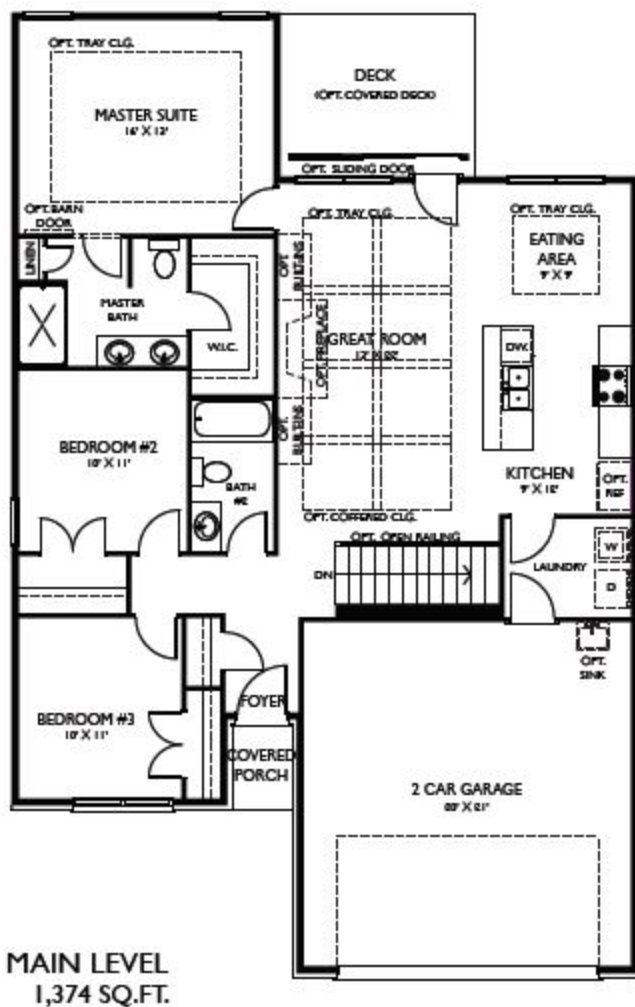 OPT. TRAY CLG.
MASTER SUITE
16' X 13'
DECK
(OPT. COVERED DECK)
OPT. SLIDING DOOR
OPT. BARN
DOOR
LINEN
MASTER
BATH
W.I.C.
OPT.
BUILT-INS
OPT. TRAY CLG.
GREAT ROOM
OPT. FIREPLACE
OPT.
BUILT-INS
OPT. COFFERED CLG.
OPT. TRAY CLG.
EATING
AREA
9' X 9'
DW.
KITCHEN
9' X 12'
OPT.
REF
BEDROOM #2
10' X 11'
BATH
#2
OPT. OPEN RAILING
DN
LAUNDRY
W
D
OPT.
SINK
FOYER
BEDROOM #3
10' X 11'
COVERED
PORCH
2 CAR GARAGE
MAIN LEVEL
1,374 SQ.FT.